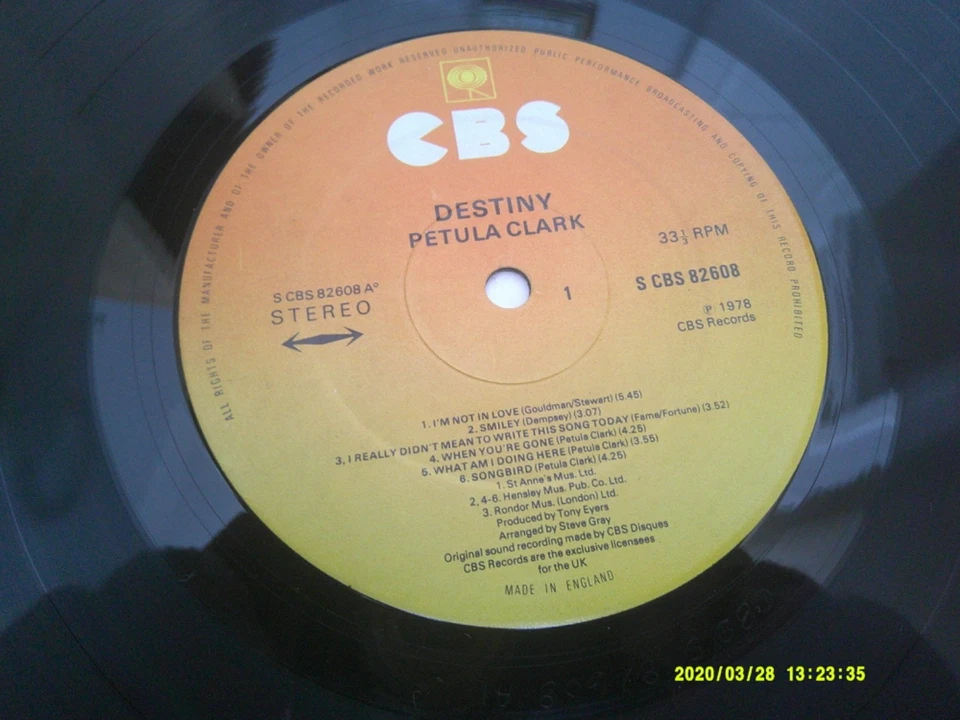 ALL RIGHTS OF THE MANUFACTURER AND OF THE OWNER OF THE RECORDED WORK RESERVED UNAUTHORIZED PUBLIC PERFORMANCE BROADCASTING AND COPYING OF THIS RECORD PROHIBITED
CBS
DESTINY
PETULA CLARK
33⅓ RPM
S CBS 82608 A°
STEREO
1
S CBS 82608
Ⓟ 1978
CBS Records
1. I'M NOT IN LOVE (Gouldman/Stewart) (5.45)
2. SMILEY (Dempsey) (3.07)
3. I REALLY DIDN'T MEAN TO WRITE THIS SONG TODAY (Fame/Fortune) (3.52)
4. WHEN YOU'RE GONE (Petula Clark) (4.25)
5. WHAT AM I DOING HERE (Petula Clark) (3.55)
6. SONGBIRD (Petula Clark) (4.25)
1. St Anne's Mus. Ltd.
2, 4-6. Hensley Mus. Pub. Co. Ltd.
3. Rondor Mus. (London) Ltd.
Produced by Tony Eyers
Arranged by Steve Gray
Original sound recording made by CBS Disques
CBS Records are the exclusive licensees
for the UK
MADE IN ENGLAND
2020/03/28 13:23:35